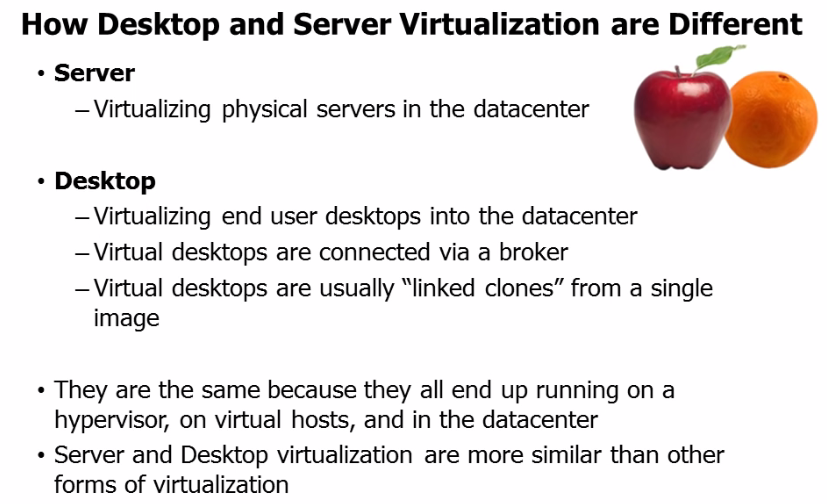 How Desktop and Server Virtualization are Different
• Server
– Virtualizing physical servers in the datacenter
• Desktop
– Virtualizing end user desktops into the datacenter
– Virtual desktops are connected via a broker
– Virtual desktops are usually “linked clones” from a single
image
• They are the same because they all end up running on a
hypervisor, on virtual hosts, and in the datacenter
• Server and Desktop virtualization are more similar than other
forms of virtualization